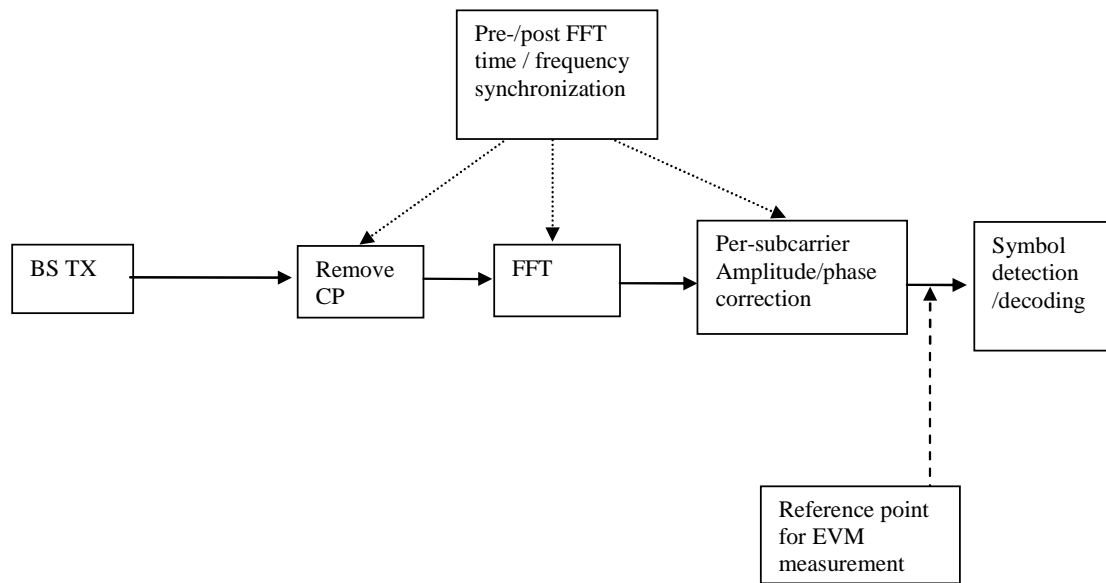 Pre-/post FFT
time / frequency
synchronization
BS TX
Remove
CP
FFT
Per-subcarrier
Amplitude/phase
correction
Symbol
detection
/decoding
Reference point
for EVM
measurement